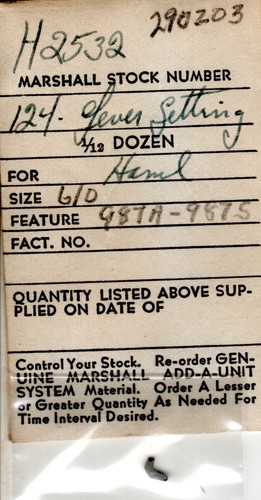 290203
H2532
MARSHALL STOCK NUMBER
124- Lever Setting
1/12 DOZEN
FOR Haml
SIZE 6/0
FEATURE 987A-987S
FACT. NO.
QUANTITY LISTED ABOVE SUP-
PLIED ON DATE OF
Control Your Stock. Re-order GEN-
UINE MARSHALL ADD-A-UNIT
SYSTEM Material. Order A Lesser
or Greater Quantity As Needed For
Time Interval Desired.